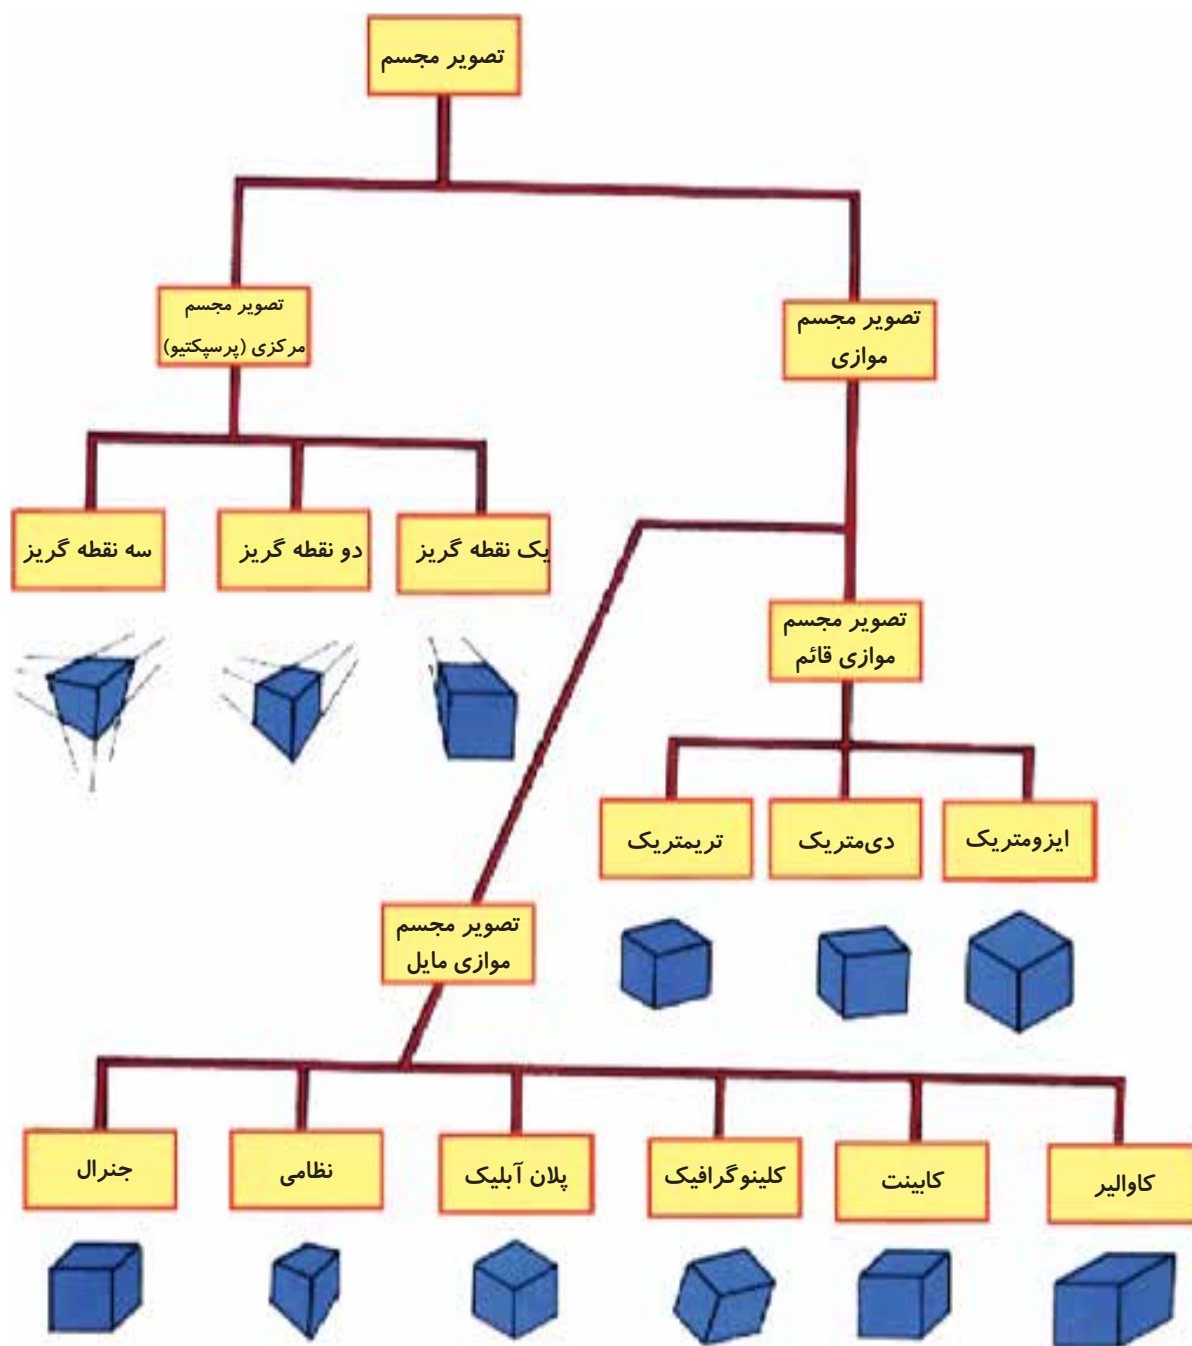 تصویر مجسم
تصویر مجسم
موازی
تصویر مجسم
مرکزی (پرسپکتیو)
یک نقطه گریز
دو نقطه گریز
سه نقطه گریز
تصویر مجسم
موازی قائم
ایزومتریک
دی‌متریک
تریمتریک
تصویر مجسم
موازی مایل
کاوالیر
کابینت
کلینوگرافیک
پلان آبلیک
نظامی
جنرال